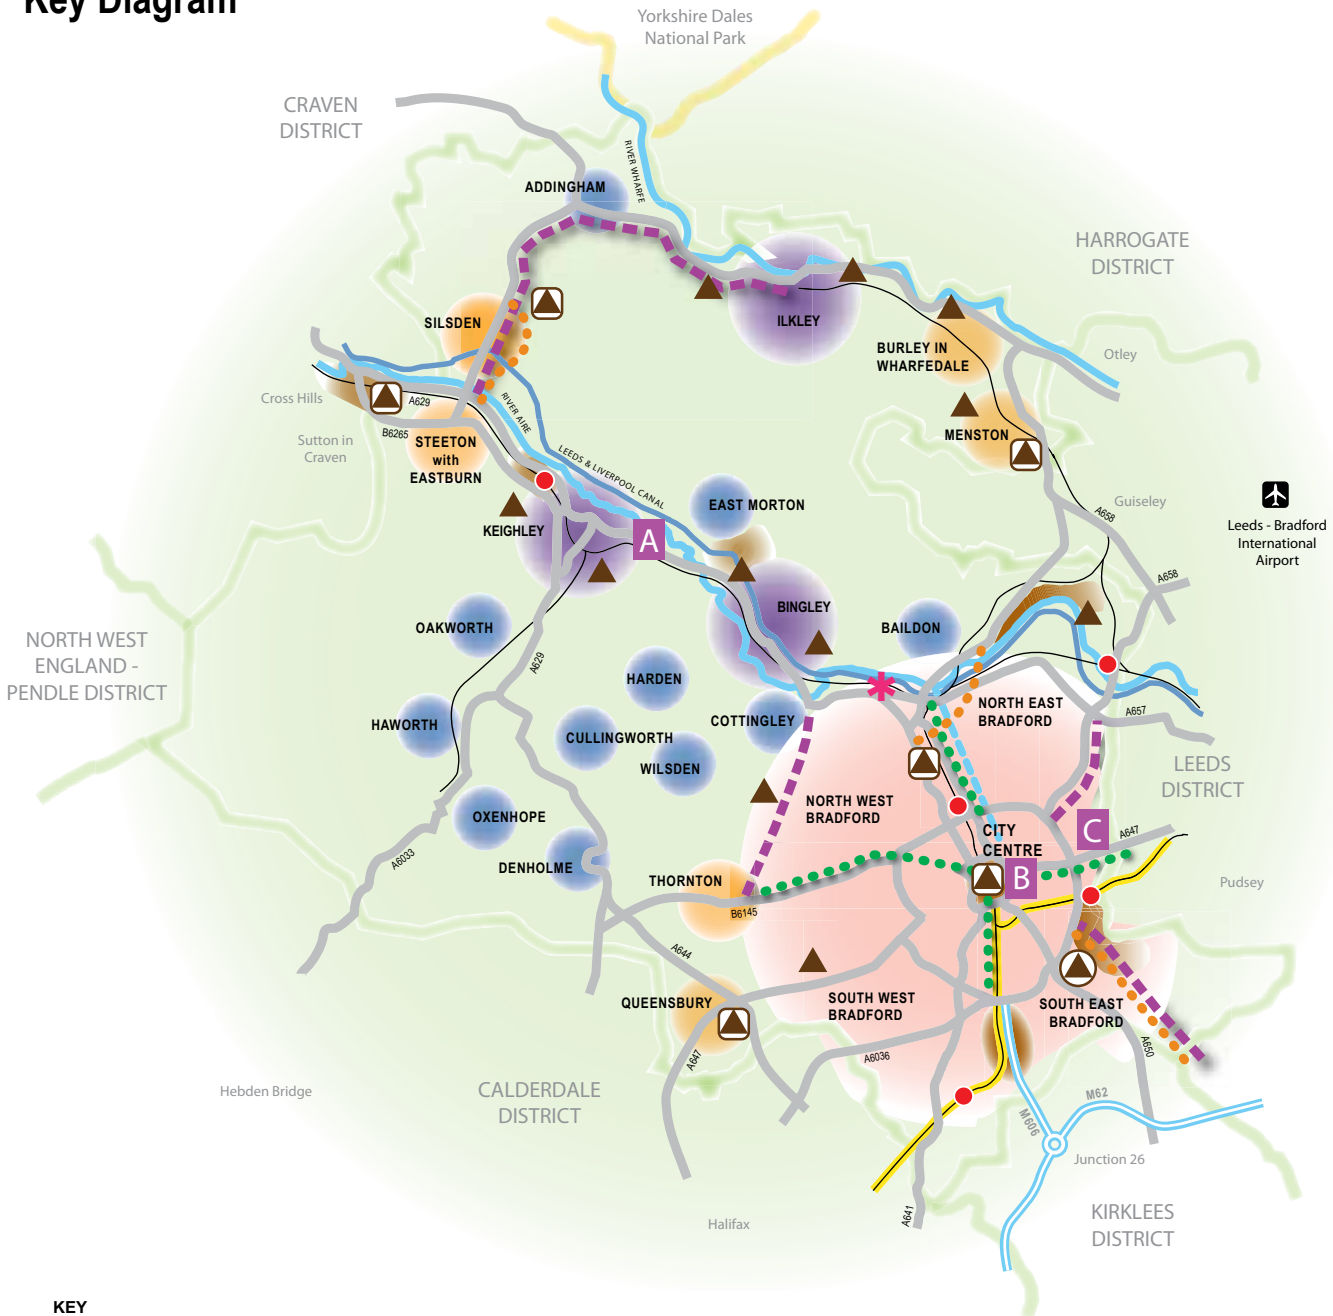 Key Diagram
Yorkshire Dales
National Park
CRAVEN
DISTRICT
RIVER WHARFE
ADDINGHAM
HARROGATE
DISTRICT
SILSDEN
ILKLEY
BURLEY IN
WHARFEDALE
Otley
Cross Hills
A629
B6265
RIVER AIRE
Sutton in
Craven
STEETON
with
EASTBURN
MENSTON
LEEDS & LIVERPOOL CANAL
EAST MORTON
Guiseley
A658
KEIGHLEY
A
Leeds - Bradford
International
Airport
A658
BINGLEY
OAKWORTH
BAILDON
NORTH WEST
ENGLAND -
PENDLE DISTRICT
A629
HARDEN
HAWORTH
COTTINGLEY
NORTH EAST
BRADFORD
A657
CULLINGWORTH
WILSDEN
LEEDS
DISTRICT
OXENHOPE
NORTH WEST
BRADFORD
CITY
CENTRE
C
A647
A6033
DENHOLME
THORNTON
B
Pudsey
B6145
A644
QUEENSBURY
SOUTH WEST
BRADFORD
SOUTH EAST
BRADFORD
A647
A6036
A650
Hebden Bridge
CALDERDALE
DISTRICT
M62
M606
Junction 26
A641
Halifax
KIRKLEES
DISTRICT
KEY